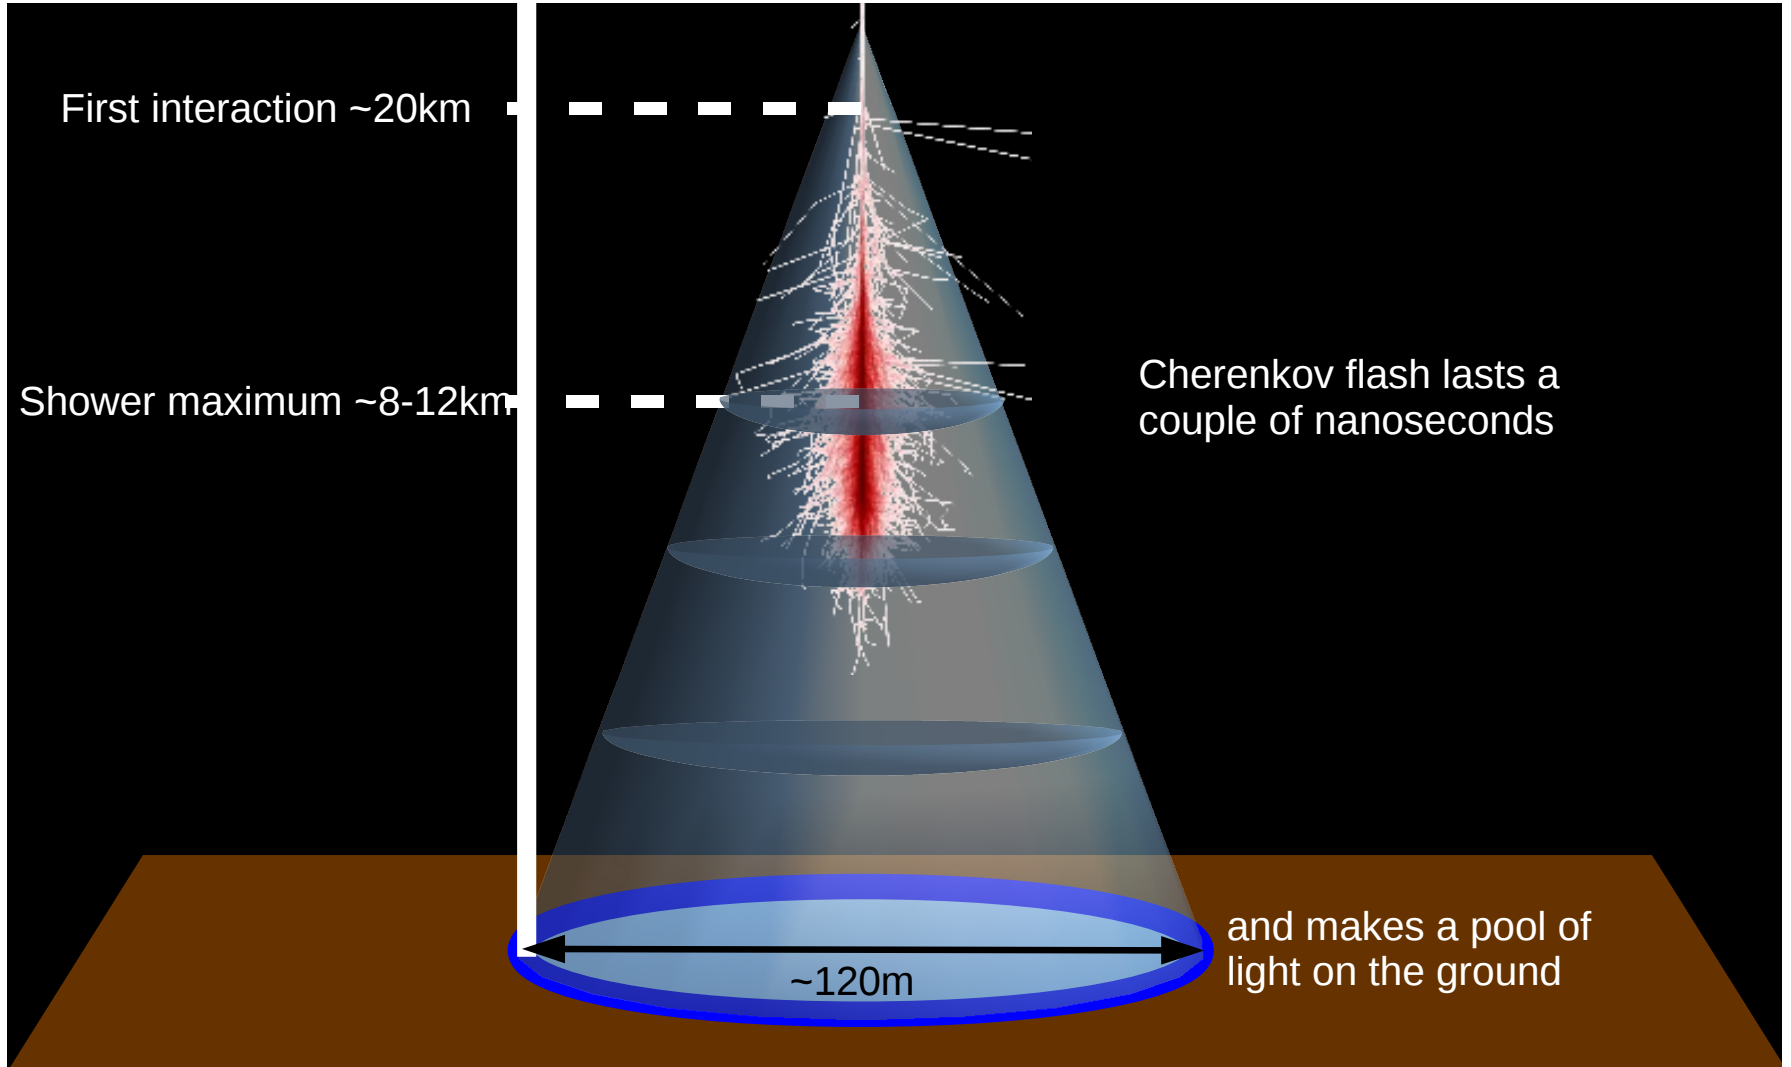 First interaction ~20km
Shower maximum ~8-12km
Cherenkov flash lasts a
couple of nanoseconds
and makes a pool of
light on the ground
~120m